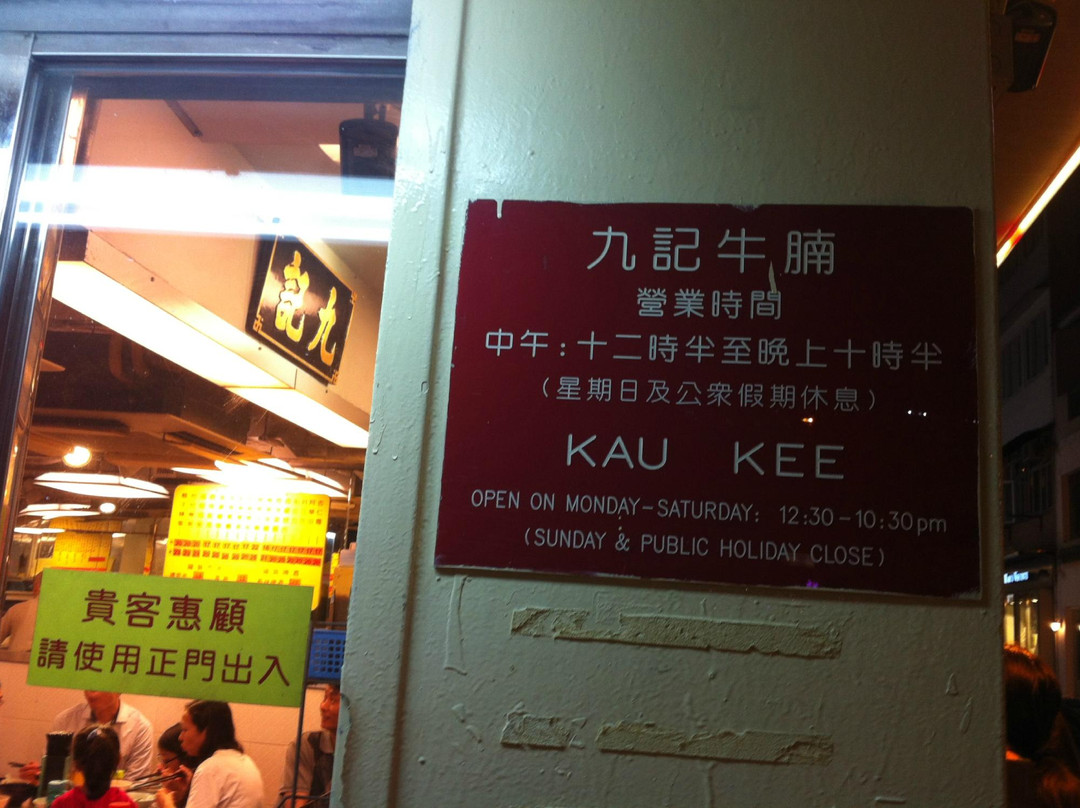 九記
貴客惠顧
請使用正門出入
九記牛腩
營業時間
中午:十二時半至晚上十時半
(星期日及公眾假期休息)
KAU KEE
OPEN ON MONDAY-SATURDAY: 12:30-10:30pm
(SUNDAY & PUBLIC HOLIDAY CLOSE)